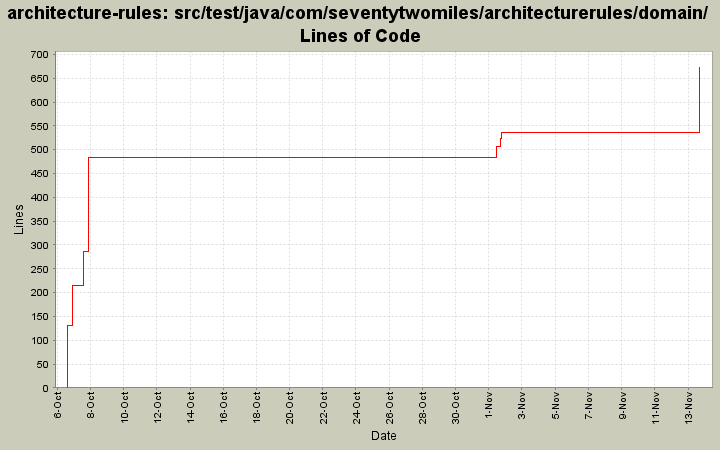 architecture-rules: src/test/java/com/seventytwomiles/architecturerules/domain/
Lines of Code
700
650
600
550
500
450
400
350
300
250
200
150
100
50
0
Lines
6-Oct
8-Oct
10-Oct
12-Oct
14-Oct
16-Oct
18-Oct
20-Oct
22-Oct
24-Oct
26-Oct
28-Oct
30-Oct
1-Nov
3-Nov
5-Nov
7-Nov
9-Nov
11-Nov
13-Nov
Date